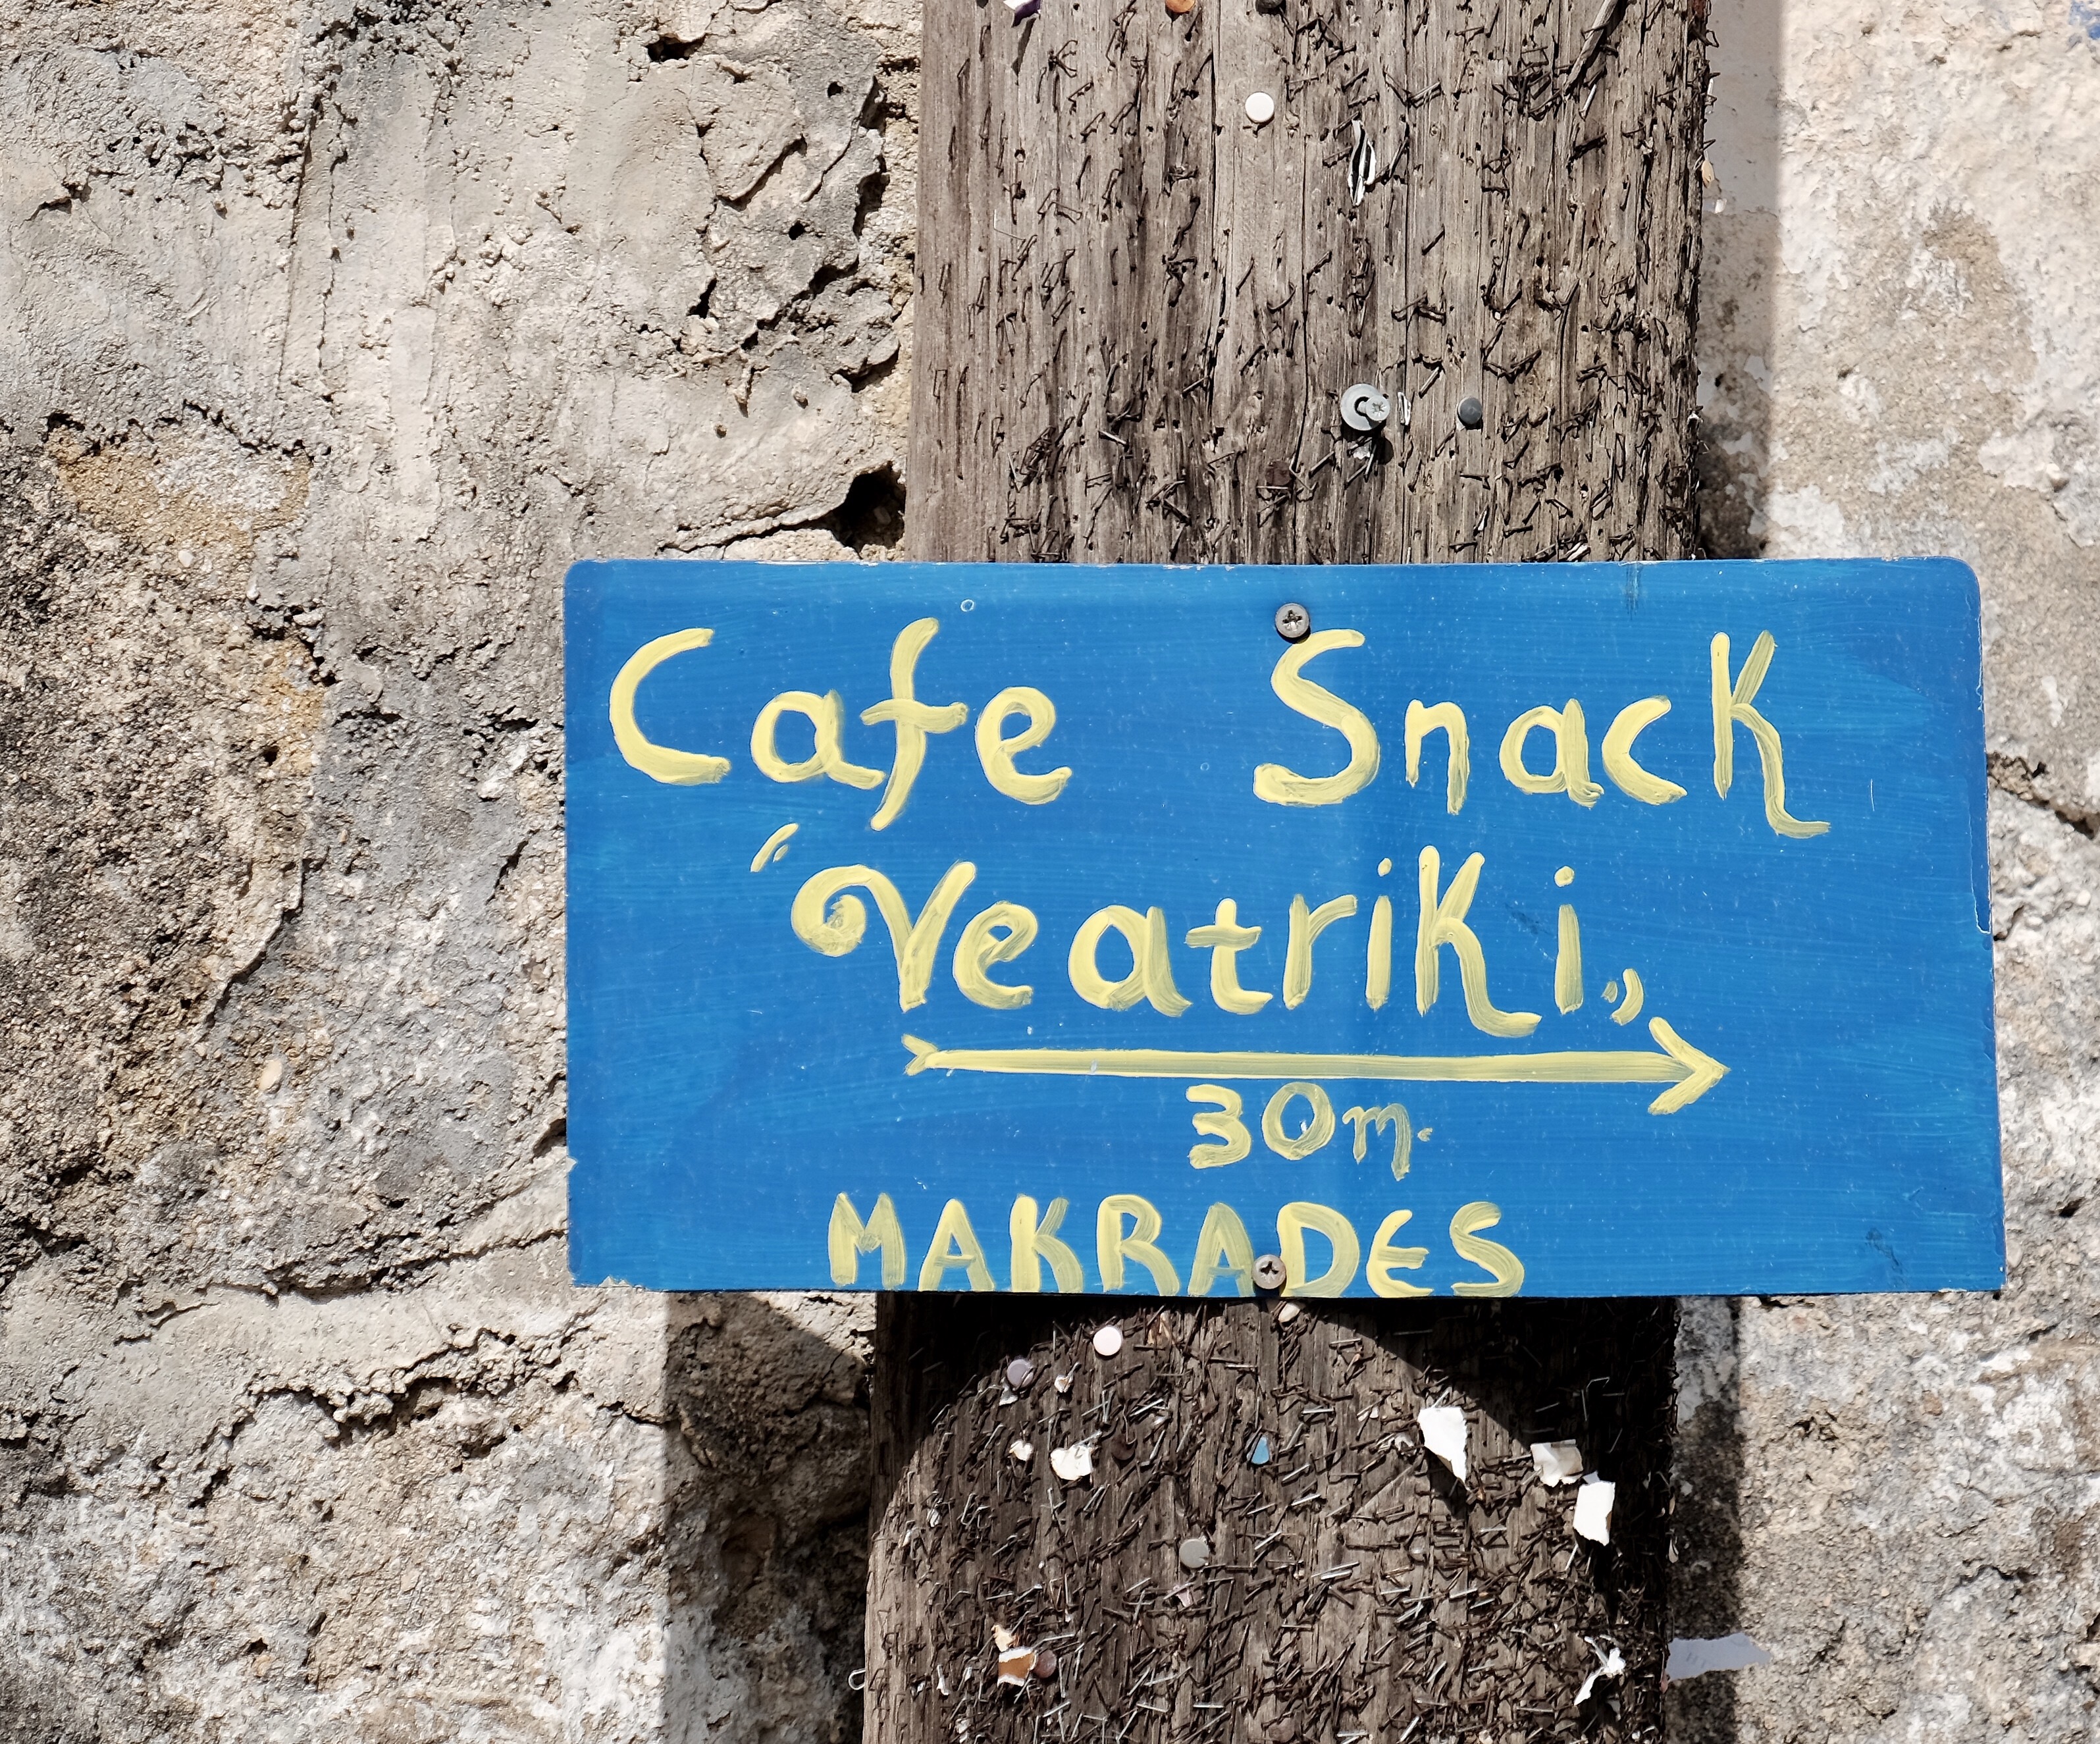 Cafe Snack
"Veatriki"
30m.
MAKRADES